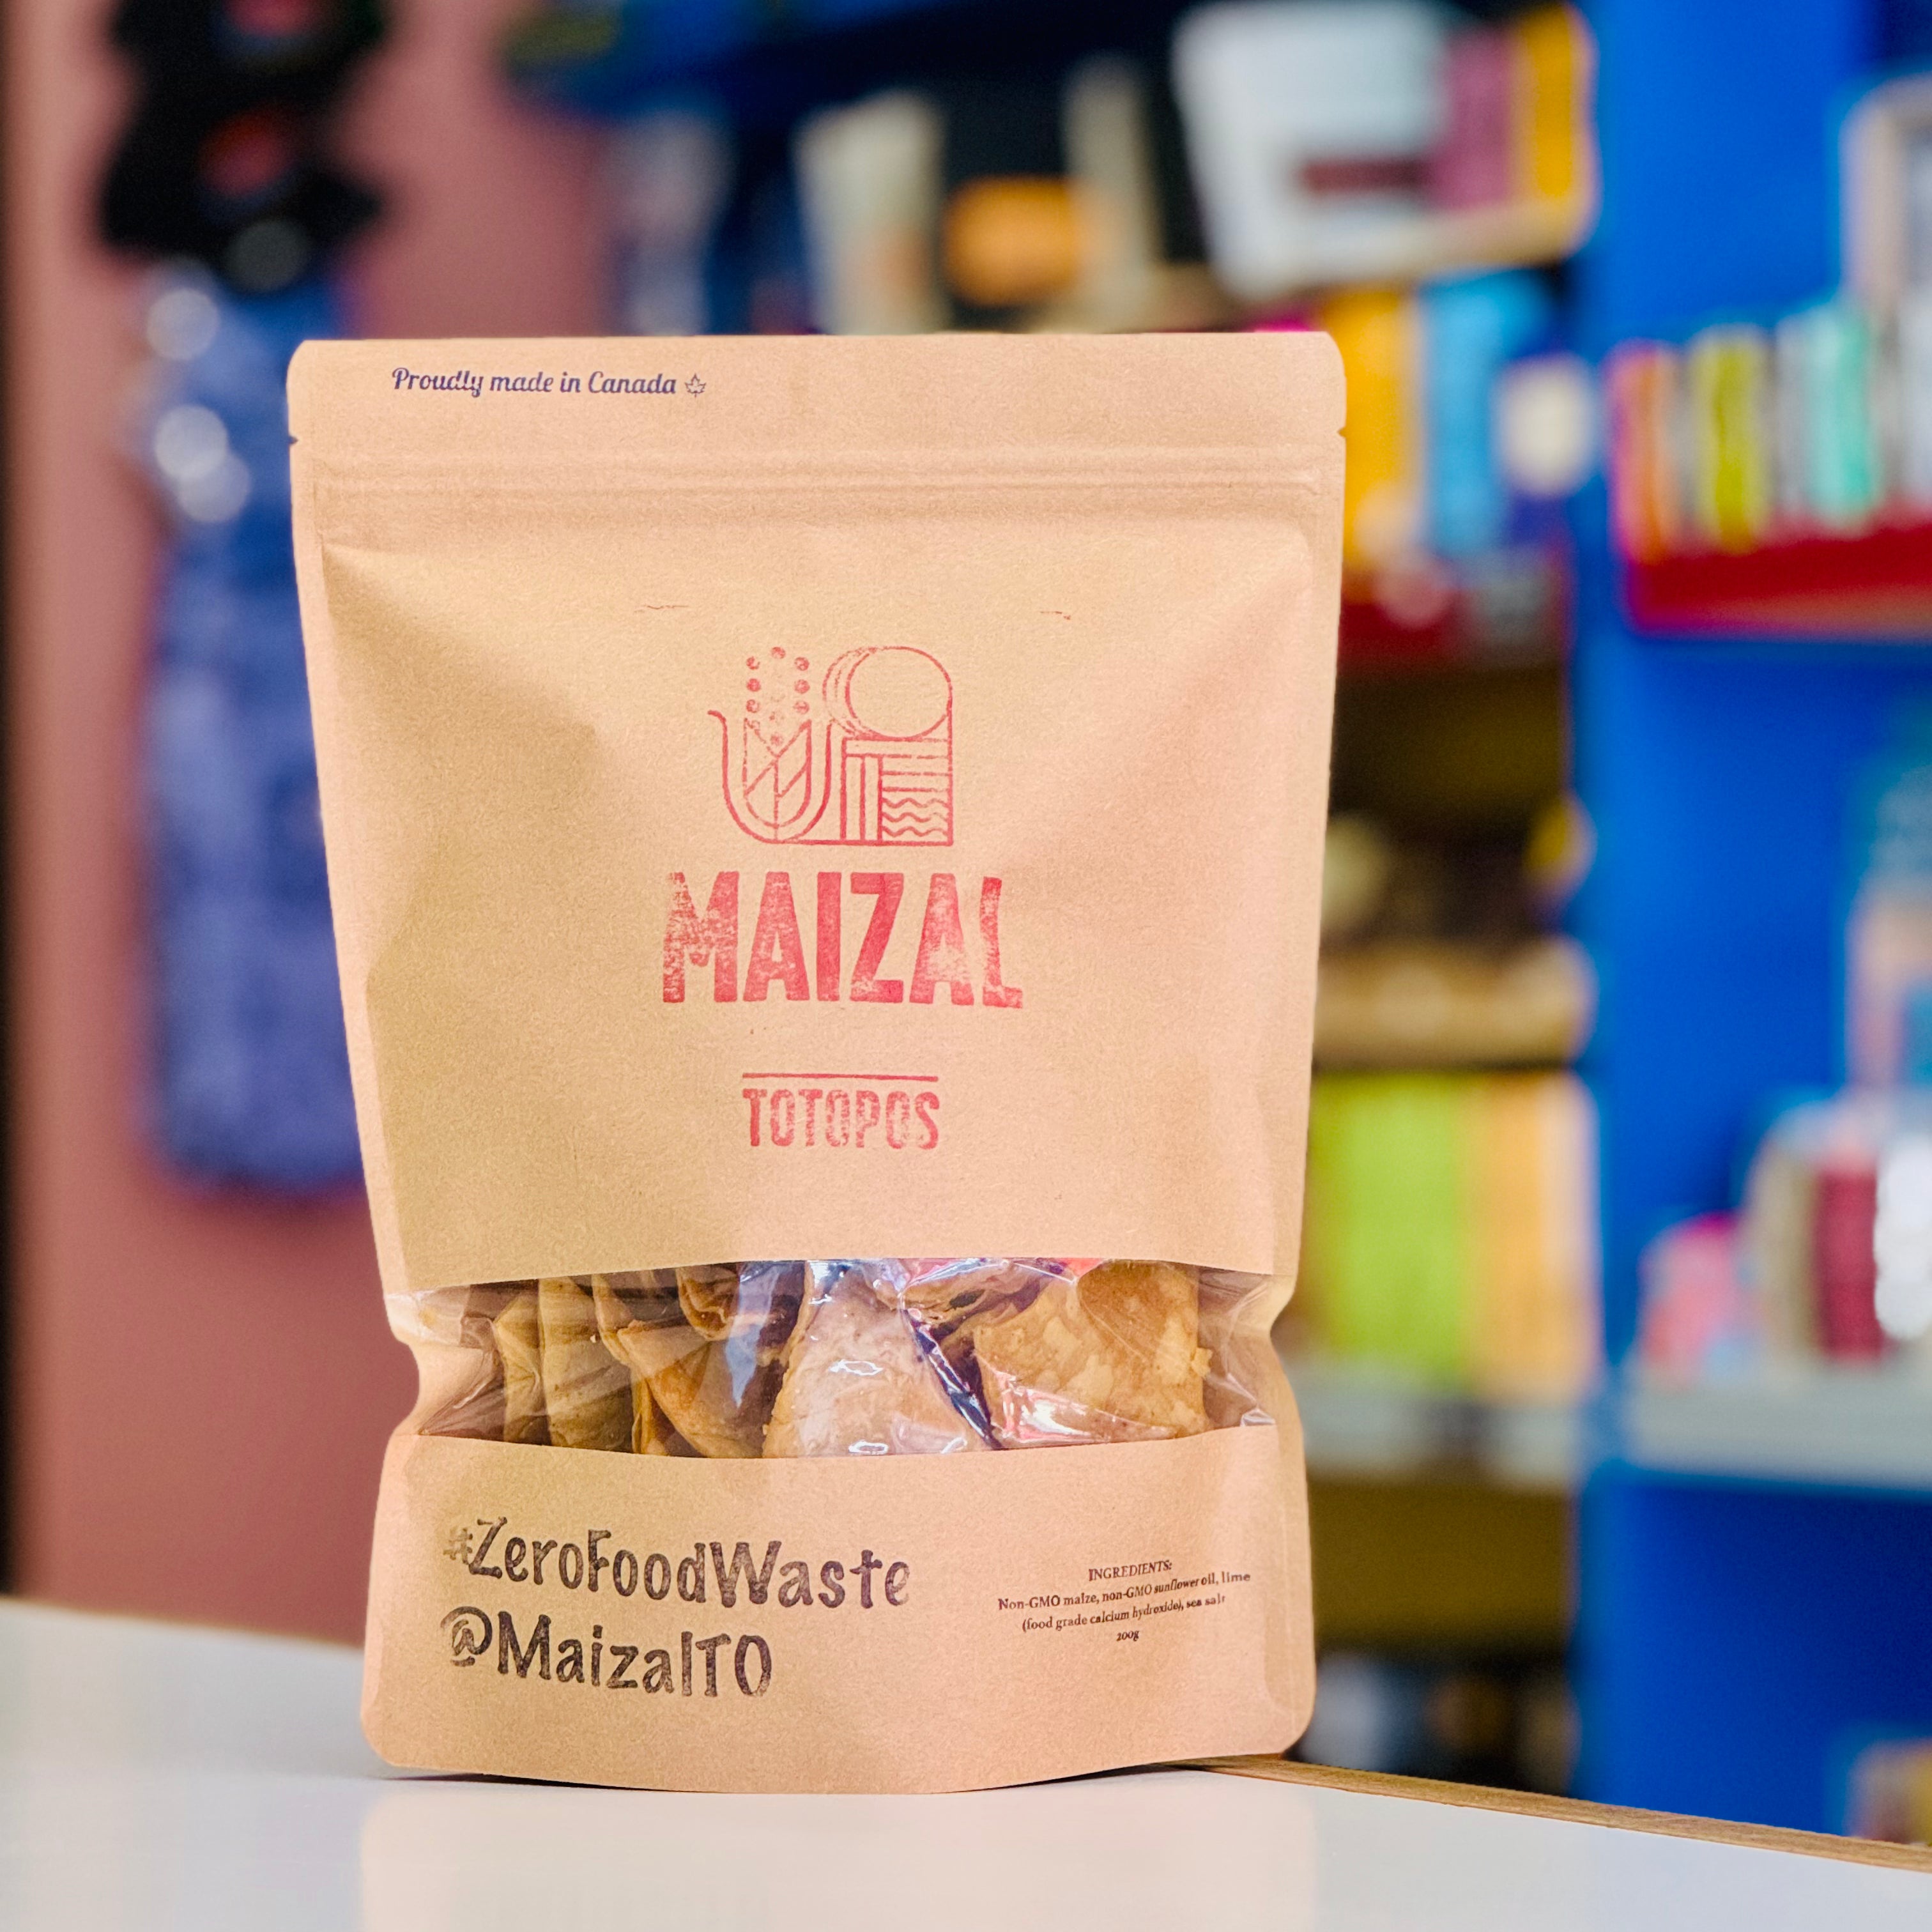 Proudly made in Canada
MAIZAL
TOTOPOS
#ZeroFoodWaste
@MaizalTO
INGREDIENTS:
Non-GMO maize, non-GMO sunflower oil, lime
(food grade calcium hydroxide), sea salt
200g